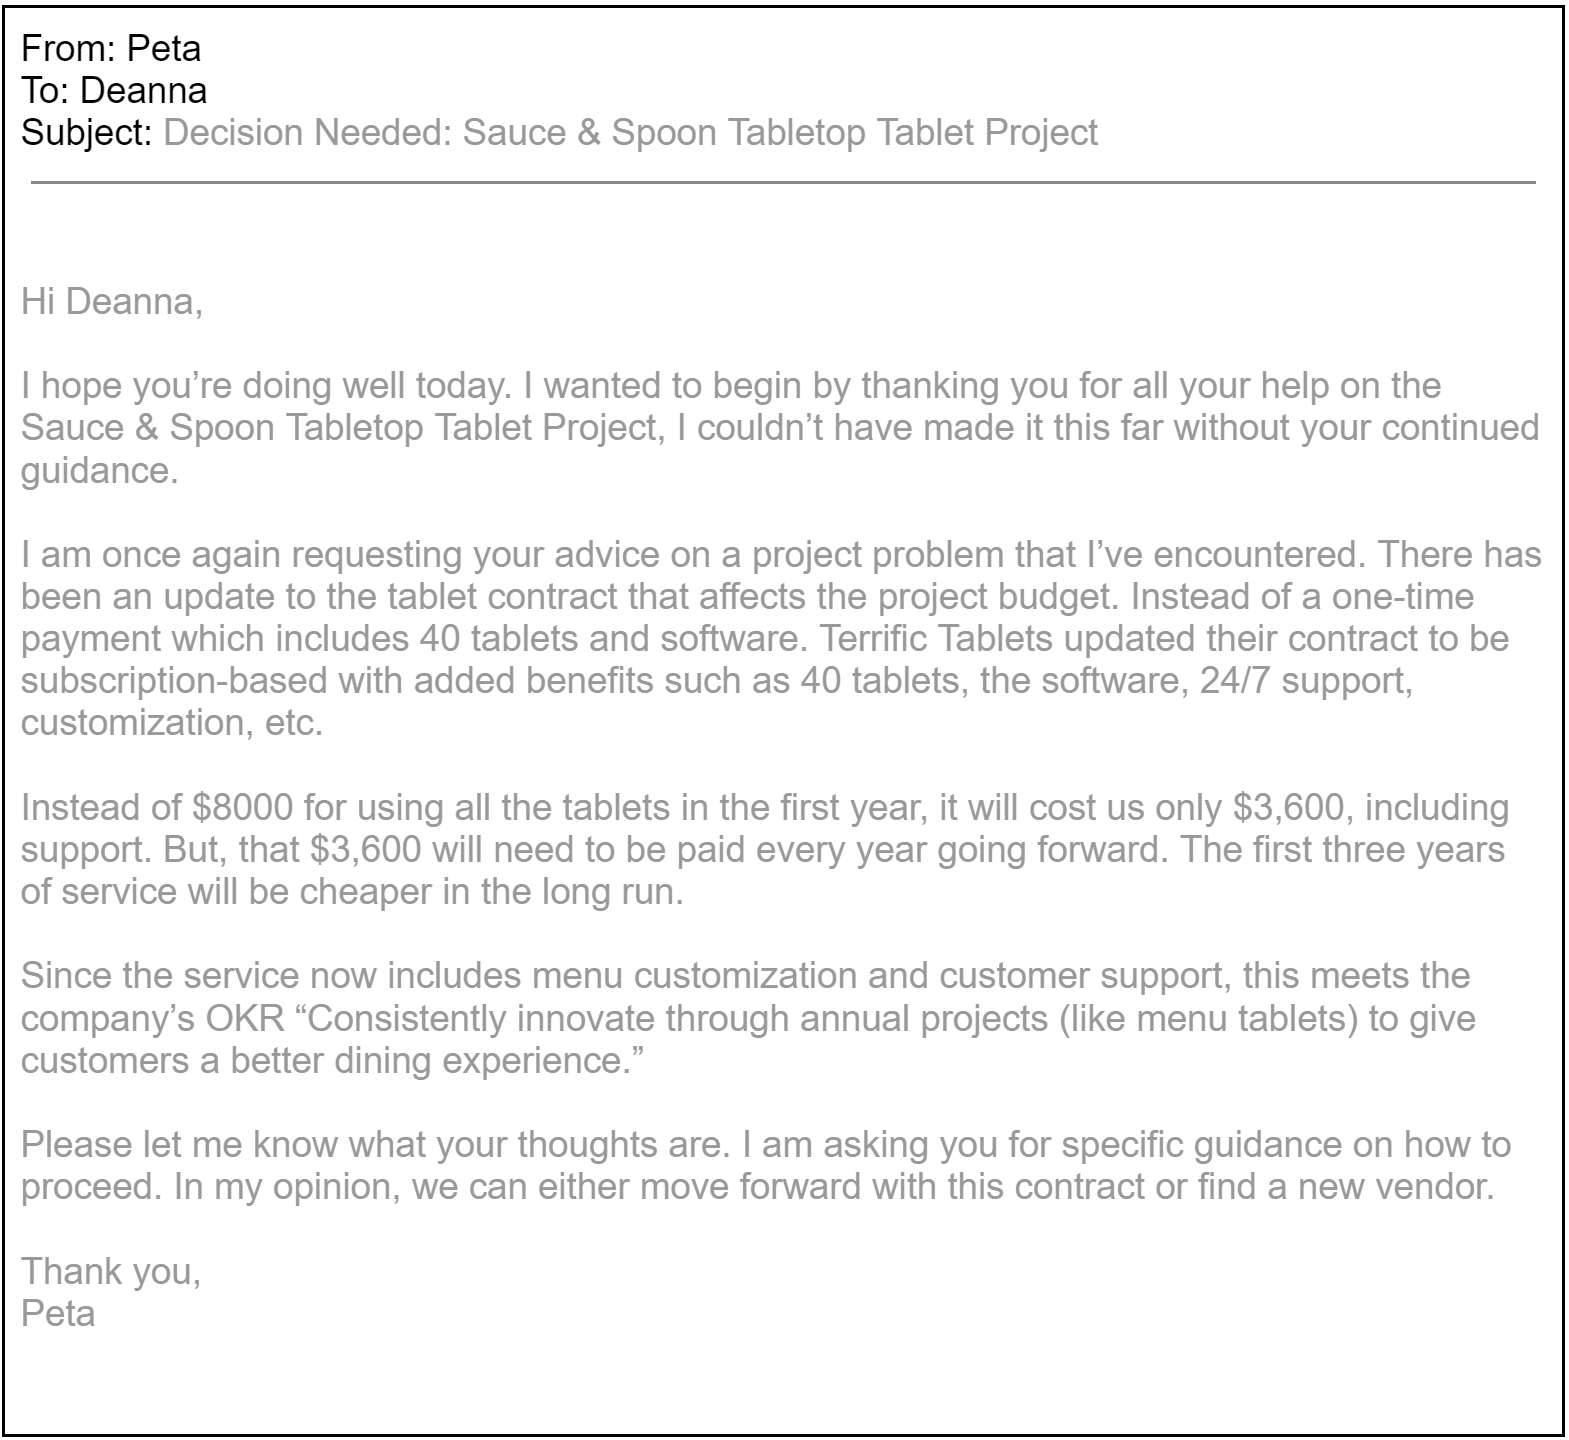 From: Peta
To: Deanna
Subject: Decision Needed: Sauce & Spoon Tabletop Tablet Project
Hi Deanna,
I hope you’re doing well today. I wanted to begin by thanking you for all your help on the
Sauce & Spoon Tabletop Tablet Project, I couldn’t have made it this far without your continued
guidance.
I am once again requesting your advice on a project problem that I’ve encountered. There has
been an update to the tablet contract that affects the project budget. Instead of a one-time
payment which includes 40 tablets and software. Terrific Tablets updated their contract to be
subscription-based with added benefits such as 40 tablets, the software, 24/7 support,
customization, etc.
Instead of $8000 for using all the tablets in the first year, it will cost us only $3,600, including
support. But, that $3,600 will need to be paid every year going forward. The first three years
of service will be cheaper in the long run.
Since the service now includes menu customization and customer support, this meets the
company’s OKR “Consistently innovate through annual projects (like menu tablets) to give
customers a better dining experience.”
Please let me know what your thoughts are. I am asking you for specific guidance on how to
proceed. In my opinion, we can either move forward with this contract or find a new vendor.
Thank you,
Peta